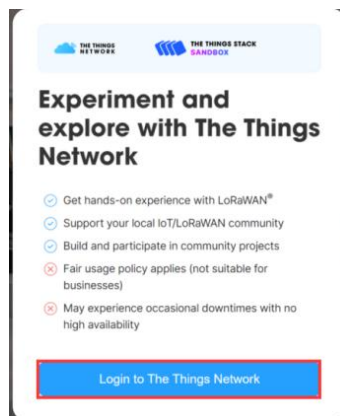 THE THINGS
NETWORK
THE THINGS STACK
SANDBOX
Experiment and
explore with The Things
Network
Get hands-on experience with LoRaWAN®
Support your local IoT/LoRaWAN community
Build and participate in community projects
Fair usage policy applies (not suitable for
businesses)
May experience occasional downtimes with no
high availability
Login to The Things Network